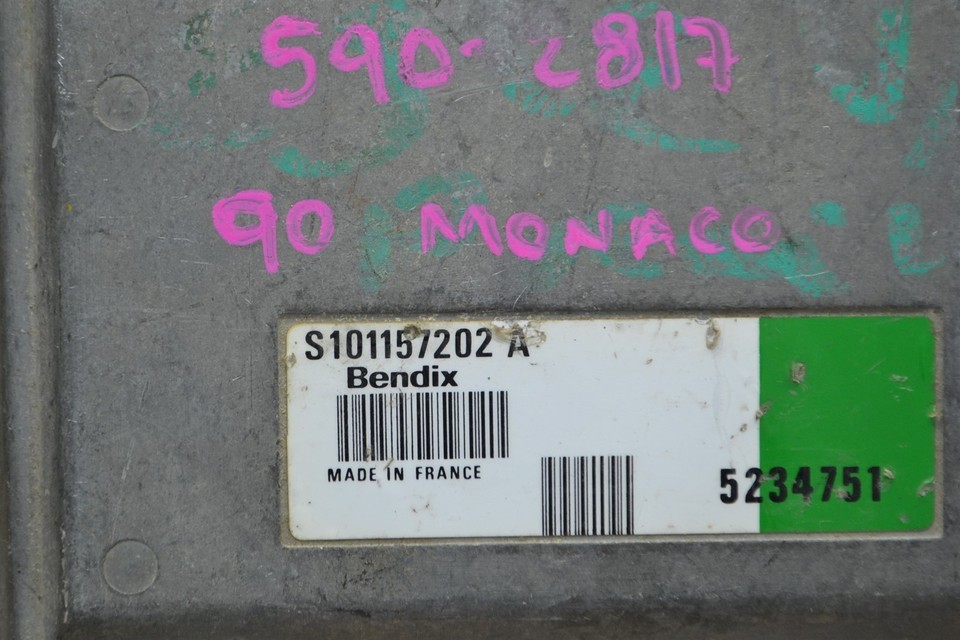 590-2817
90 MONACO
S101157202 A
Bendix
MADE IN FRANCE
5234751